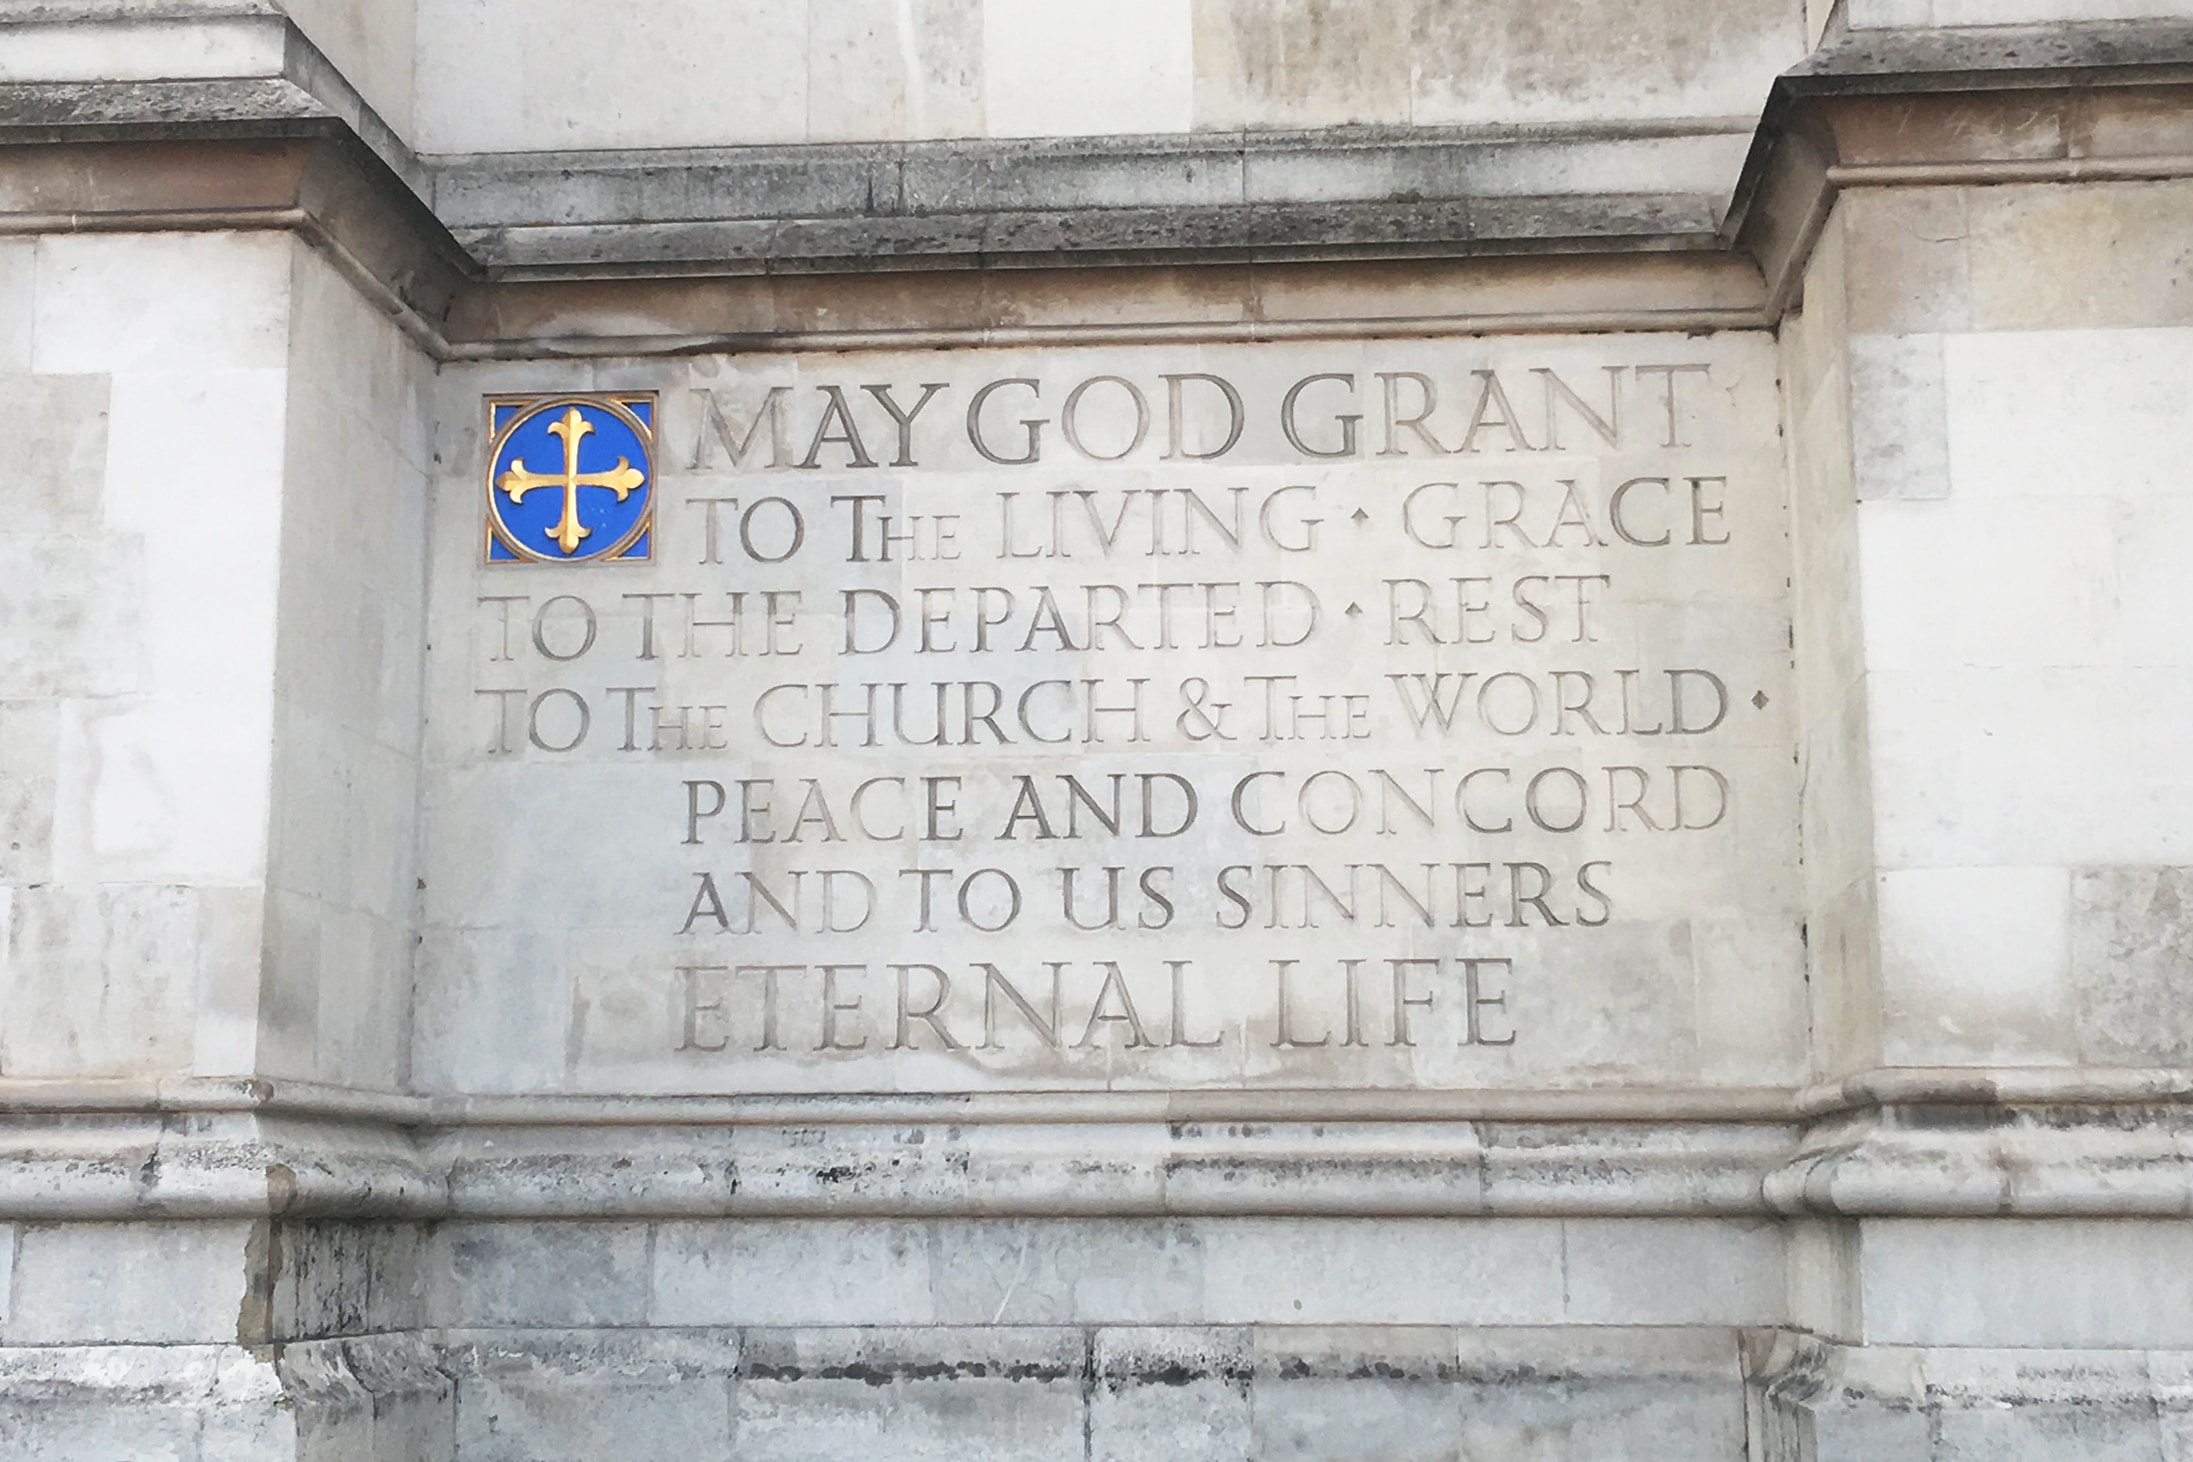 MAY GOD GRANT
TO THE LIVING · GRACE
TO THE DEPARTED · REST
TO THE CHURCH & THE WORLD ·
PEACE AND CONCORD
AND TO US SINNERS
ETERNAL LIFE